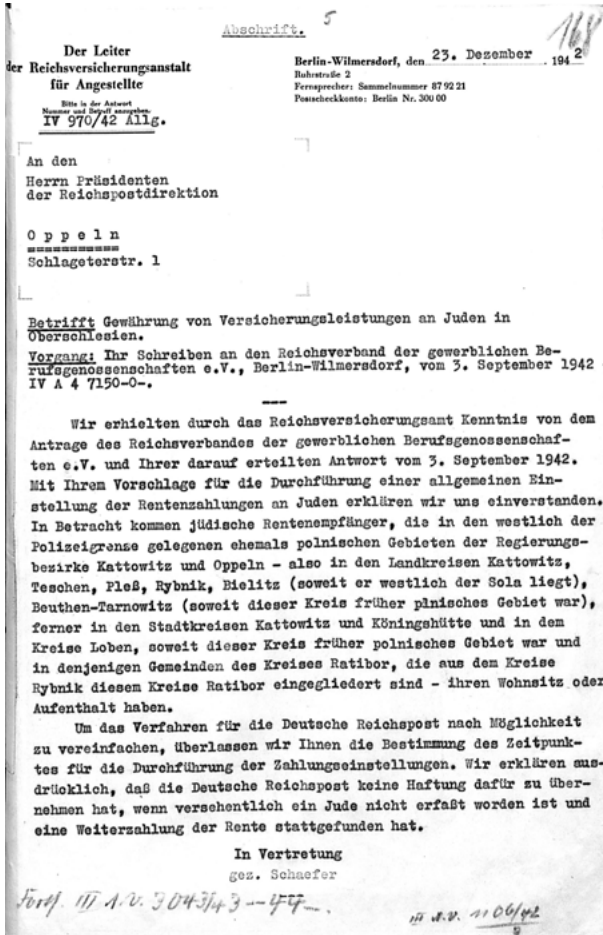 Abschrift.
5
168
Der Leiter
der Reichsversicherungsanstalt
für Angestellte
Bitte in der Antwort
Nummer und Betreff anzugeben.
IV 970/42 Allg.
Berlin-Wilmersdorf, den 23. Dezember 1942
Ruhrstraße 2
Fernsprecher: Sammelnummer 87 92 21
Postscheckkonto: Berlin Nr. 300 00
An den
Herrn Präsidenten
der Reichspostdirektion
O p p e l n
===========
Schlageterstr. 1
Betrifft Gewährung von Versicherungsleistungen an Juden in
Oberschlesien.
Vorgang: Ihr Schreiben an den Reichsverband der gewerblichen Be-
rufsgenossenschaften e.V., Berlin-Wilmersdorf, vom 3. September 1942
IV A 4 7150-0-.
Wir erhielten durch das Reichsversicherungsamt Kenntnis von dem
Antrage des Reichsverbandes der gewerblichen Berufsgenossenschaf-
ten e.V. und Ihrer darauf erteilten Antwort vom 3. September 1942.
Mit Ihrem Vorschlage für die Durchführung einer allgemeinen Ein-
stellung der Rentenzahlungen an Juden erklären wir uns einverstanden.
In Betracht kommen jüdische Rentenempfänger, die in den westlich der
Polizeigrenze gelegenen ehemals polnischen Gebieten der Regierungs-
bezirke Kattowitz und Oppeln - also in den Landkreisen Kattowitz,
Teschen, Pleß, Rybnik, Bielitz (soweit er westlich der Sola liegt),
Beuthen-Tarnowitz (soweit dieser Kreis früher plnisches Gebiet war),
ferner in den Stadtkreisen Kattowitz und Köningshütte und in dem
Kreise Loben, soweit dieser Kreis früher polnisches Gebiet war und
in denjenigen Gemeinden des Kreises Ratibor, die aus dem Kreise
Rybnik diesem Kreise Ratibor eingegliedert sind - ihren Wohnsitz oder
Aufenthalt haben.
Um das Verfahren für die Deutsche Reichspost nach Möglichkeit
zu vereinfachen, überlassen wir Ihnen die Bestimmung des Zeitpunk-
tes für die Durchführung der Zahlungseinstellungen. Wir erklären aus-
drücklich, daß die Deutsche Reichspost keine Haftung dafür zu über-
nehmen hat, wenn versehentlich ein Jude nicht erfaßt worden ist und
eine Weiterzahlung der Rente stattgefunden hat.
In Vertretung
gez. Schaefer
III A.V. 3043/43
III A.V. 1106/42